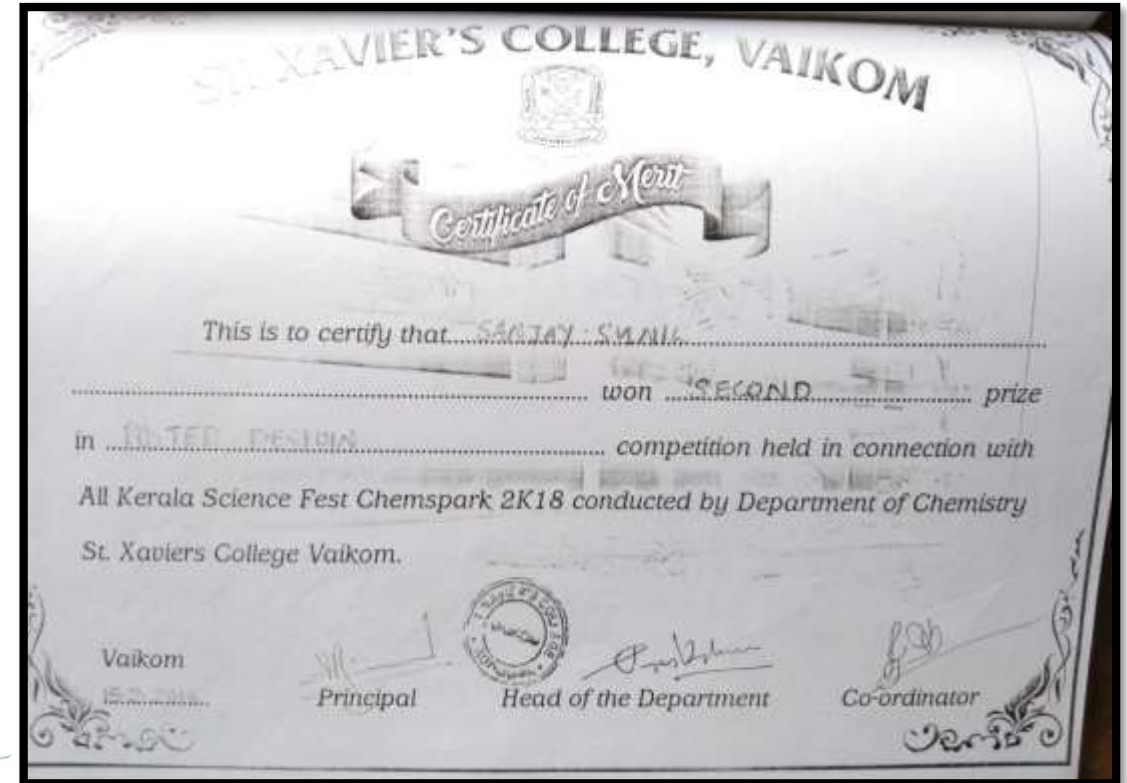 ST. XAVIER'S COLLEGE, VAIKOM
Certificate of Merit
This is to certify that SANJAY SUNIL
won SECOND prize
in POSTER DESIGN competition held in connection with
All Kerala Science Fest Chemspark 2K18 conducted by Department of Chemistry
St. Xaviers College Vaikom.
Vaikom
Principal Head of the Department Co-ordinator